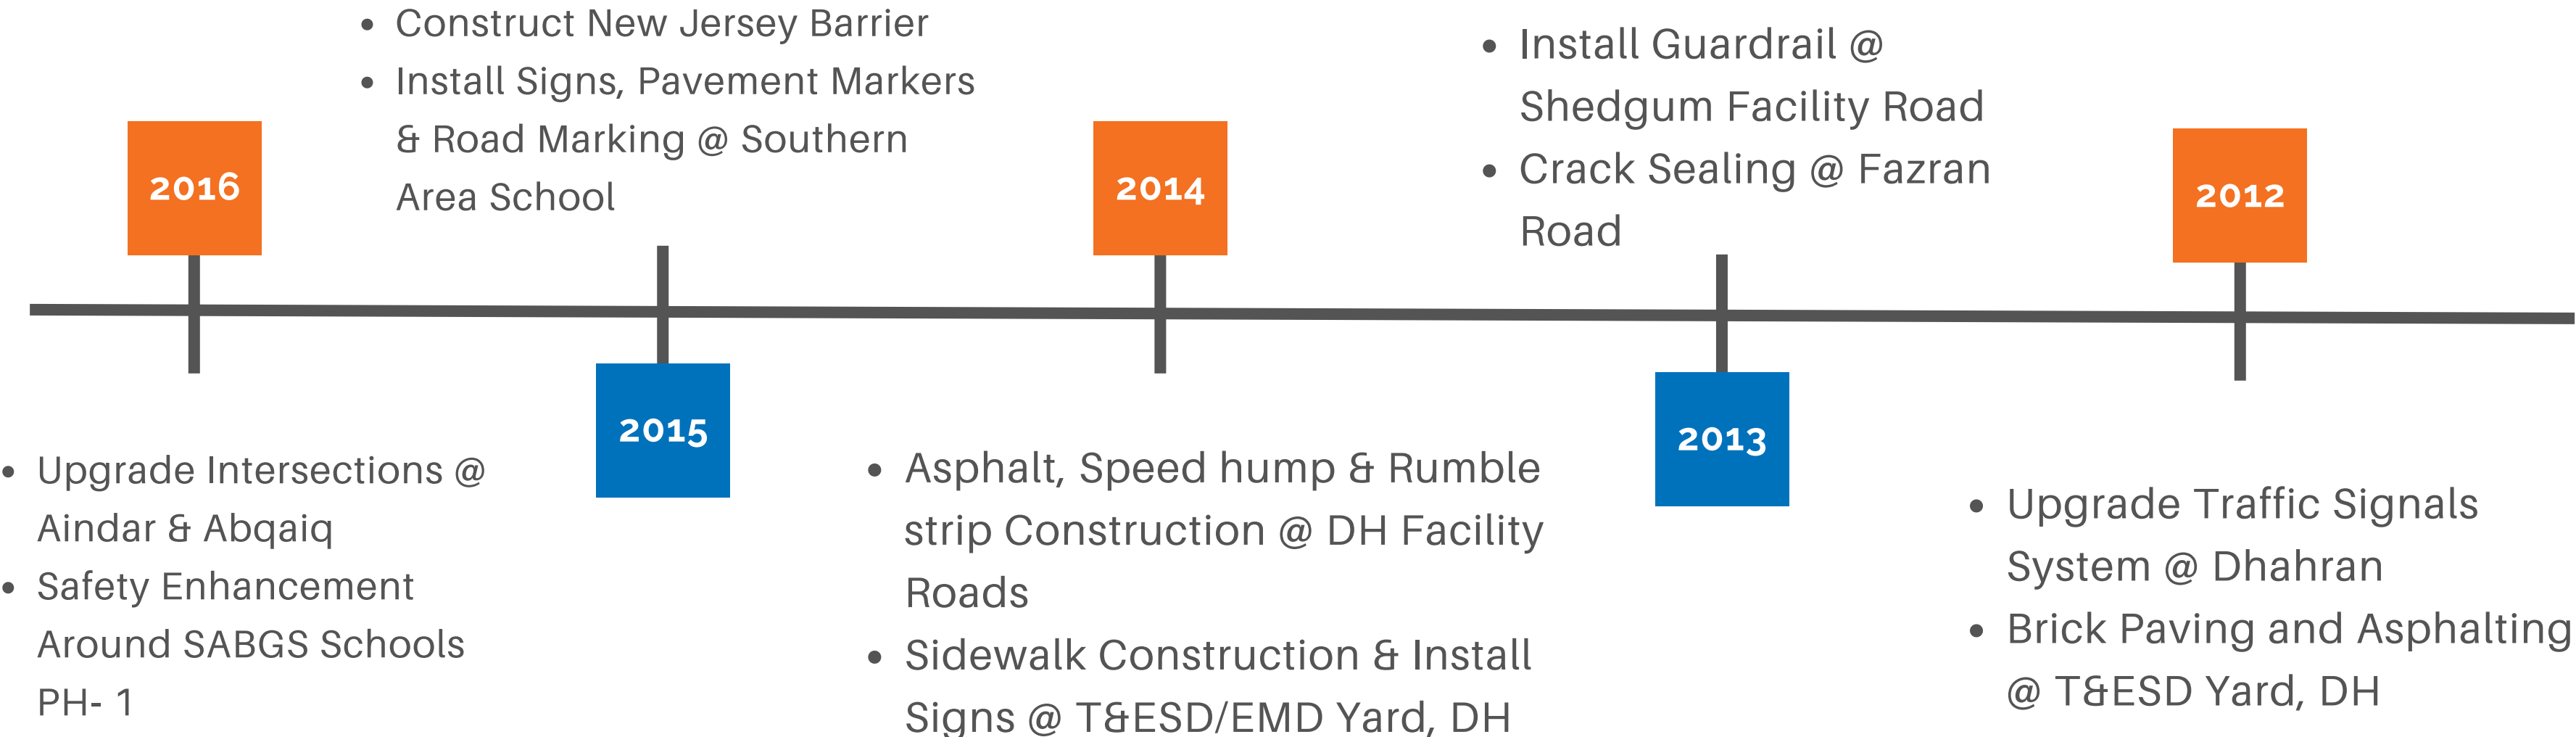 2016
• Upgrade Intersections @
Aindar & Abqaiq
• Safety Enhancement
Around SABGS Schools
PH- 1
• Construct New Jersey Barrier
• Install Signs, Pavement Markers
& Road Marking @ Southern
Area School
2015
2014
• Asphalt, Speed hump & Rumble
strip Construction @ DH Facility
Roads
• Sidewalk Construction & Install
Signs @ T&ESD/EMD Yard, DH
• Install Guardrail @
Shedgum Facility Road
• Crack Sealing @ Fazran
Road
2013
2012
• Upgrade Traffic Signals
System @ Dhahran
• Brick Paving and Asphalting
@ T&ESD Yard, DH